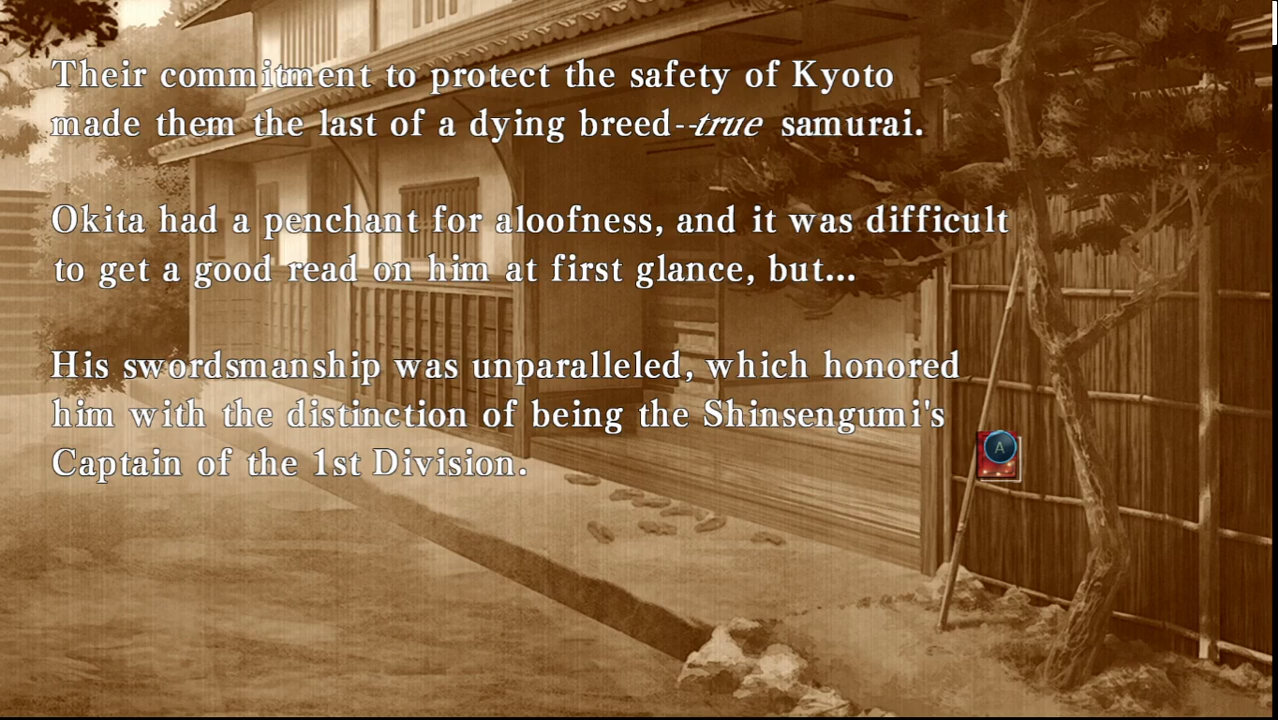 Their commitment to protect the safety of Kyoto
made them the last of a dying breed--true samurai.
Okita had a penchant for aloofness, and it was difficult
to get a good read on him at first glance, but...
His swordsmanship was unparalleled, which honored
him with the distinction of being the Shinsengumi's
Captain of the 1st Division.
A